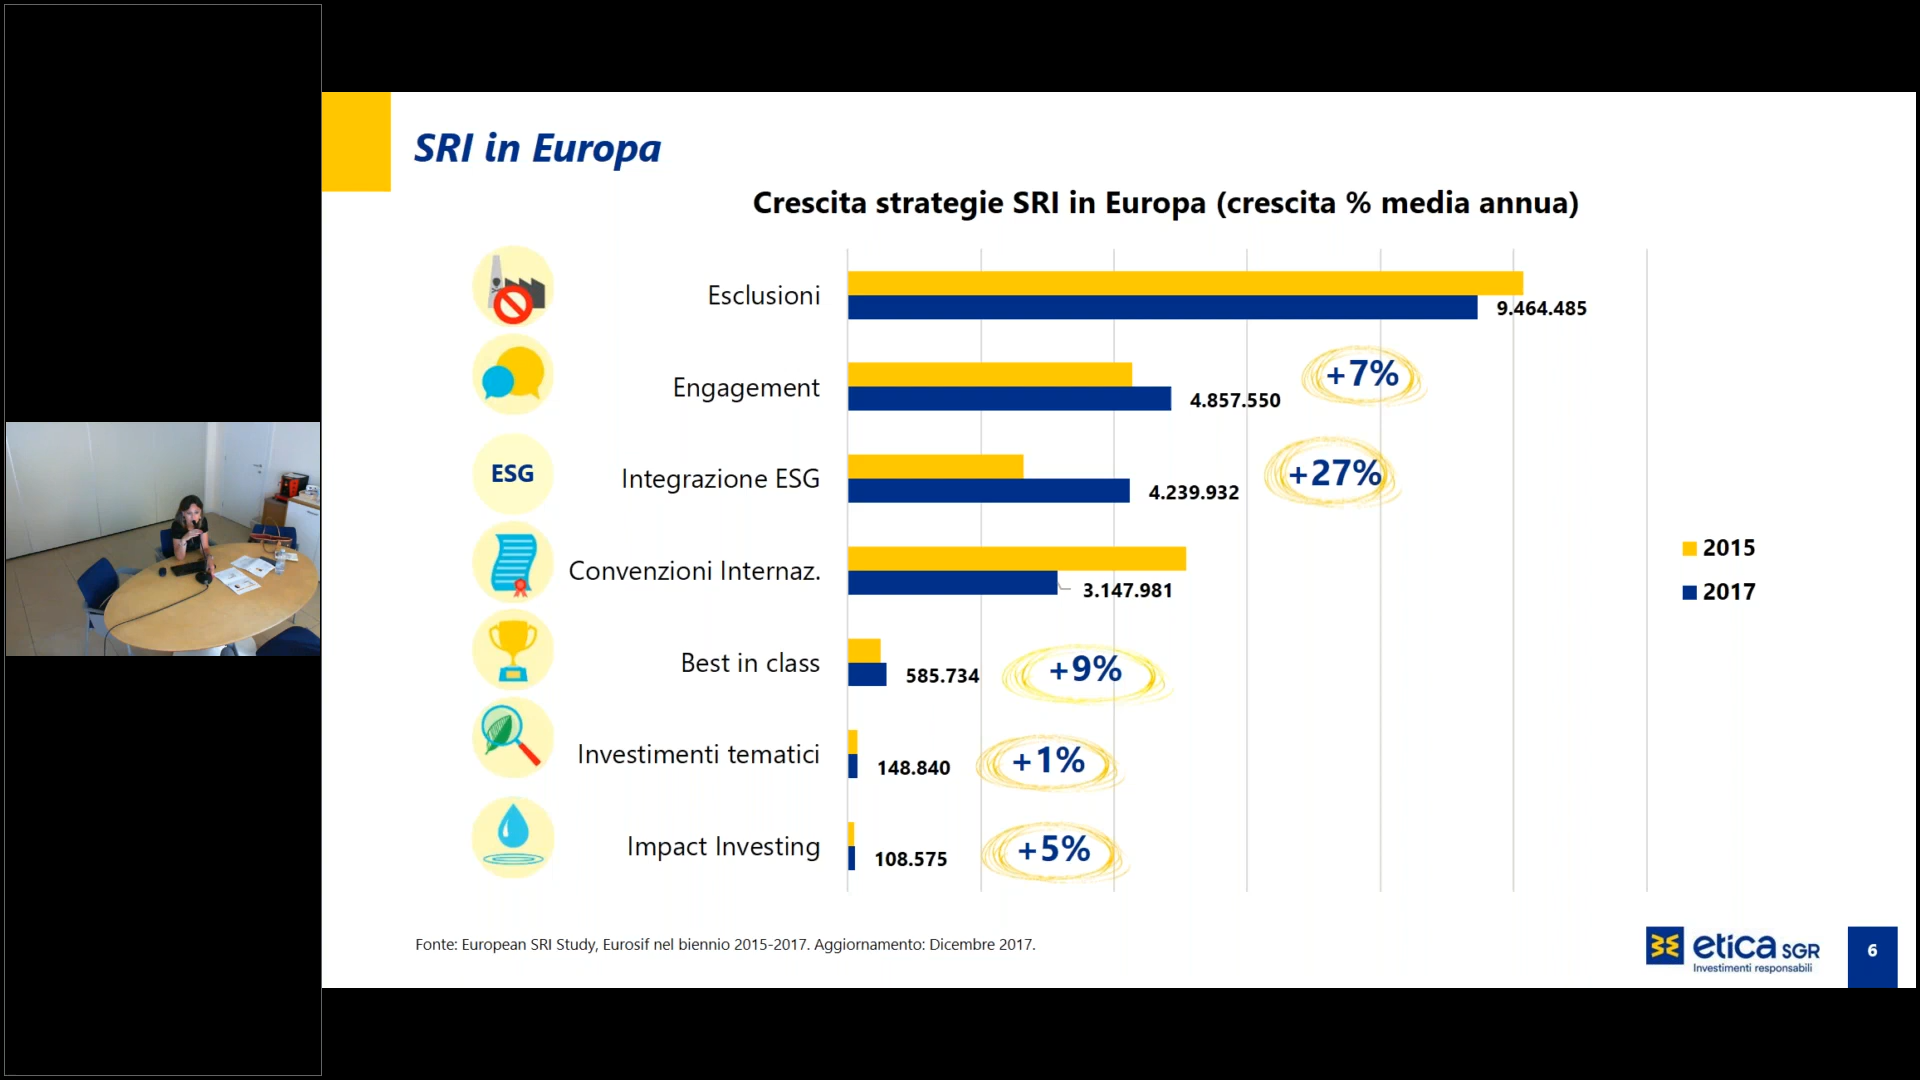 SRI in Europa
Crescita strategie SRI in Europa (crescita % media annua)
Esclusioni
9.464.485
Engagement
4.857.550
+7%
ESG
Integrazione ESG
4.239.932
+27%
Convenzioni Internaz.
3.147.981
2015
2017
Best in class
585.734
+9%
Investimenti tematici
148.840
+1%
Impact Investing
108.575
+5%
Fonte: European SRI Study, Eurosif nel biennio 2015-2017. Aggiornamento: Dicembre 2017.
etica SGR
Investimenti responsabili
6